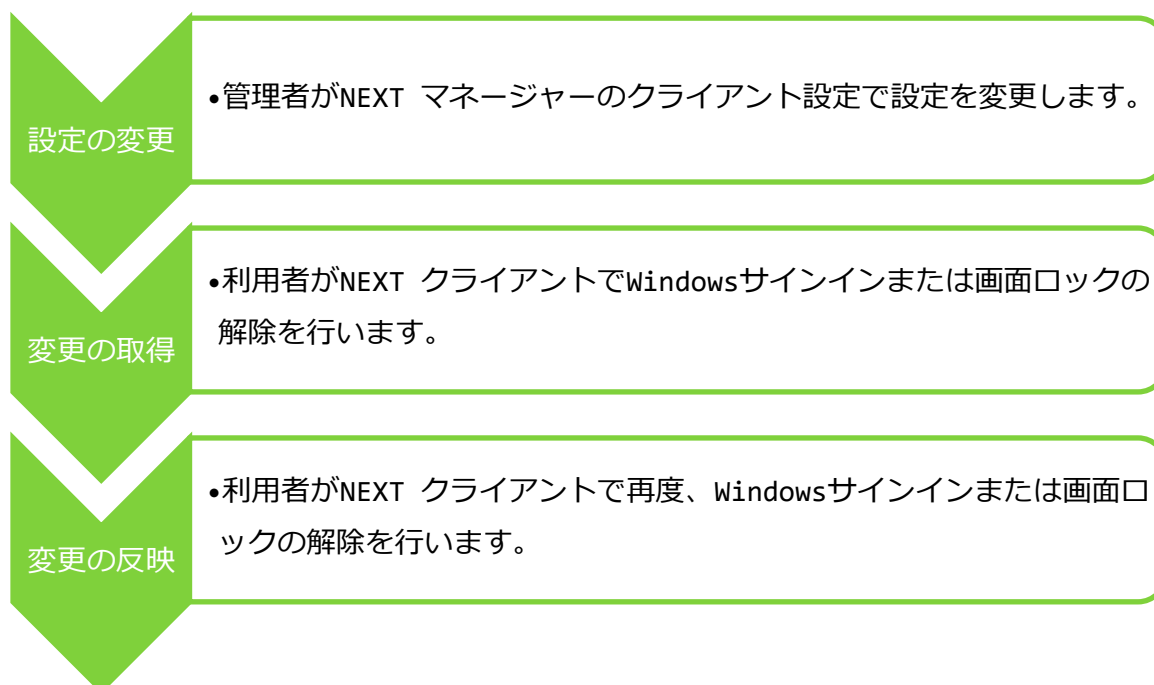 設定の変更
•管理者がNEXT マネージャーのクライアント設定で設定を変更します。
変更の取得
•利用者がNEXT クライアントでWindowsサインインまたは画面ロックの
解除を行います。
変更の反映
•利用者がNEXT クライアントで再度、Windowsサインインまたは画面ロ
ックの解除を行います。